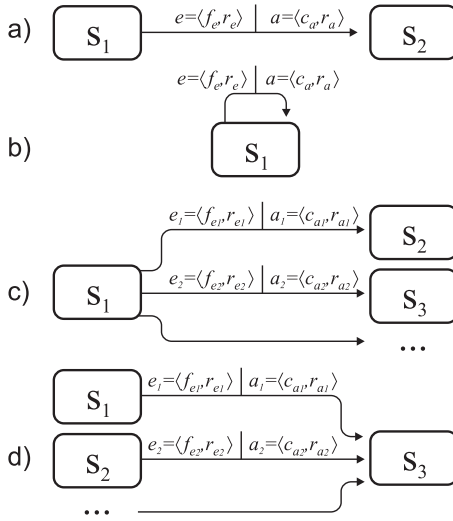 a) S₁ e=⟨fₑ,rₑ⟩ | a=⟨cₐ,rₐ⟩ S₂
e=⟨fₑ,rₑ⟩ | a=⟨cₐ,rₐ⟩
b) S₁
e₁=⟨fₑ₁,rₑ₁⟩ | a₁=⟨cₐ₁,rₐ₁⟩ S₂
c) S₁ e₂=⟨fₑ₂,rₑ₂⟩ | a₂=⟨cₐ₂,rₐ₂⟩ S₃
...
S₁ e₁=⟨fₑ₁,rₑ₁⟩ | a₁=⟨cₐ₁,rₐ₁⟩
d) S₂ e₂=⟨fₑ₂,rₑ₂⟩ | a₂=⟨cₐ₂,rₐ₂⟩ S₃
...